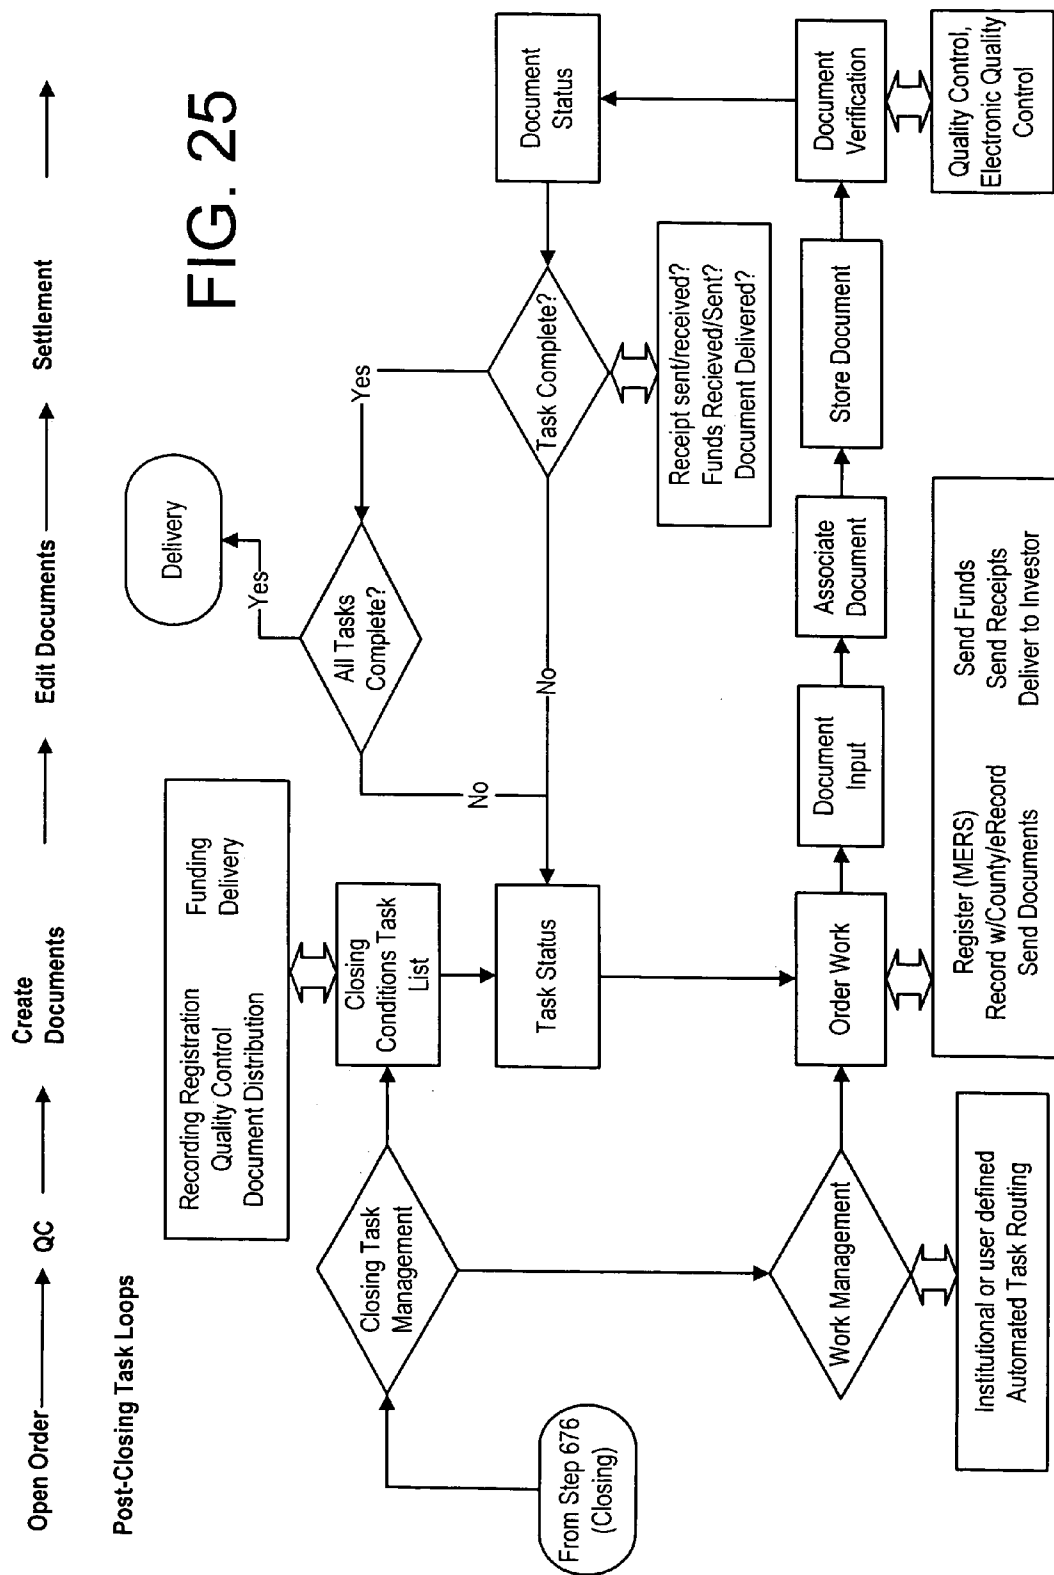 Open Order
QC
Create
Documents
Edit Documents
Settlement
Post-Closing Task Loops
FIG. 25
Recording Registration
Quality Control
Document Distribution
Funding
Delivery
Delivery
Yes
All Tasks
Complete?
Yes
No
From Step 676
(Closing)
Closing Task
Management
Closing
Conditions Task
List
Task Status
No
Task Complete?
Document
Status
Receipt sent/received?
Funds Recieved/Sent?
Document Delivered?
Work Management
Order Work
Document
Input
Associate
Document
Store Document
Document
Verification
Institutional or user defined
Automated Task Routing
Register (MERS)
Record w/County/eRecord
Send Documents
Send Funds
Send Receipts
Deliver to Investor
Quality Control,
Electronic Quality
Control